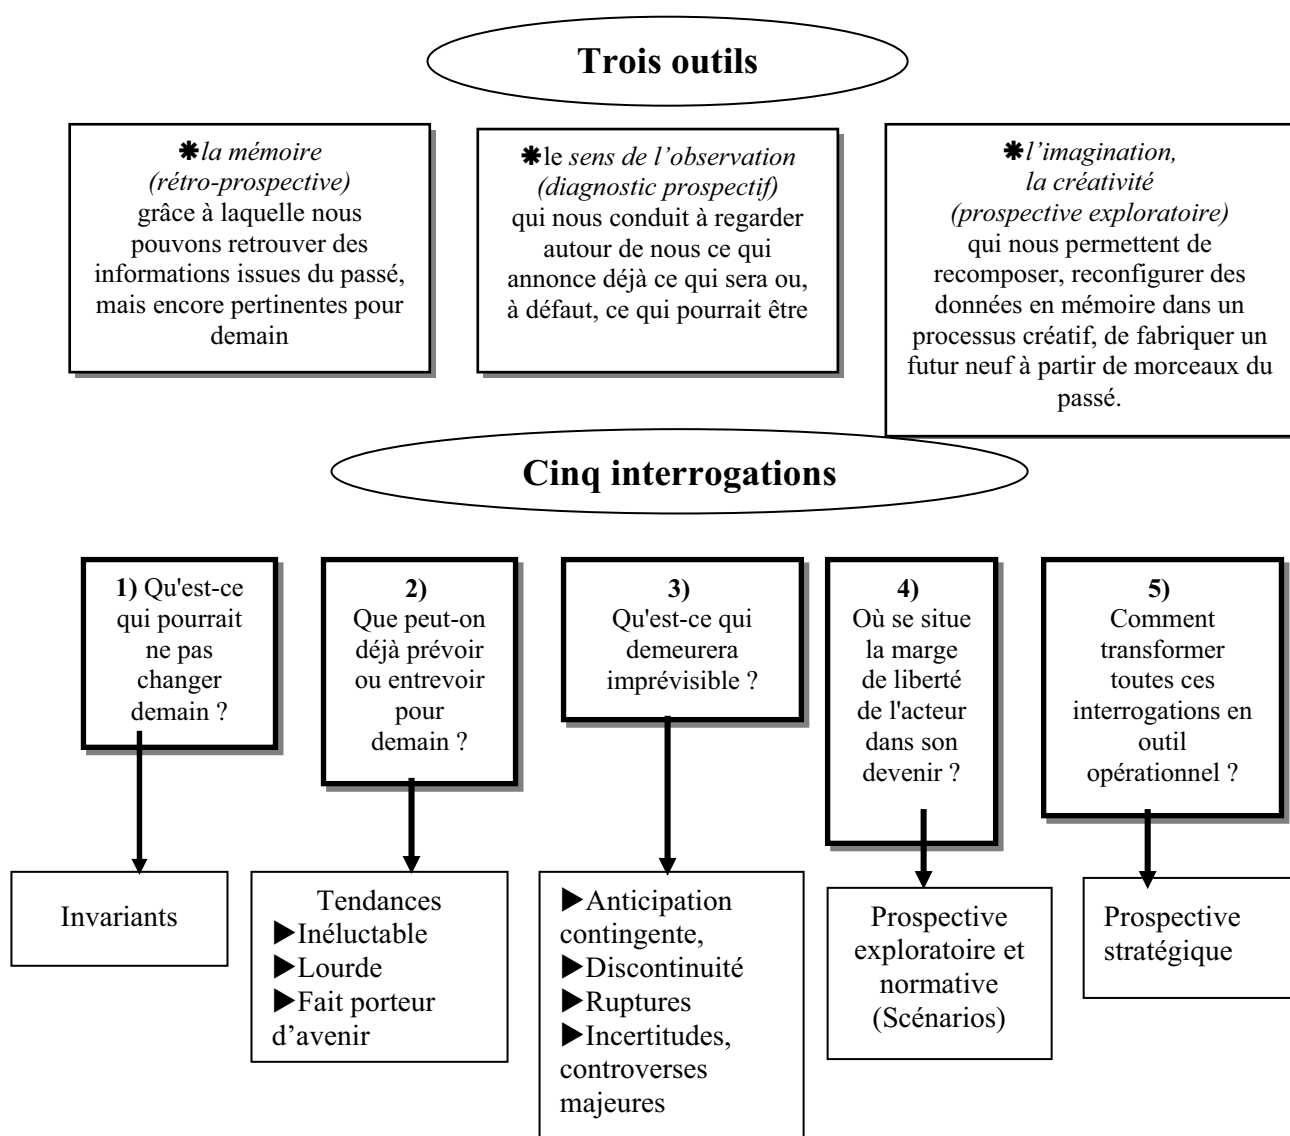 Trois outils
✱la mémoire
(rétro-prospective)
grâce à laquelle nous
pouvons retrouver des
informations issues du passé,
mais encore pertinentes pour
demain
✱le sens de l’observation
(diagnostic prospectif)
qui nous conduit à regarder
autour de nous ce qui
annonce déjà ce qui sera ou,
à défaut, ce qui pourrait être
✱l’imagination,
la créativité
(prospective exploratoire)
qui nous permettent de
recomposer, reconfigurer des
données en mémoire dans un
processus créatif, de fabriquer un
futur neuf à partir de morceaux du
passé.
Cinq interrogations
1) Qu'est-ce
qui pourrait
ne pas
changer
demain ?
2)
Que peut-on
déjà prévoir
ou entrevoir
pour
demain ?
3)
Qu'est-ce qui
demeurera
imprévisible ?
4)
Où se situe
la marge
de liberté
de l'acteur
dans son
devenir ?
5)
Comment
transformer
toutes ces
interrogations en
outil
opérationnel ?
Invariants
Tendances
▶Inéluctable
▶Lourde
▶Fait porteur
d’avenir
▶Anticipation
contingente,
▶Discontinuité
▶Ruptures
▶Incertitudes,
controverses
majeures
Prospective
exploratoire et
normative
(Scénarios)
Prospective
stratégique